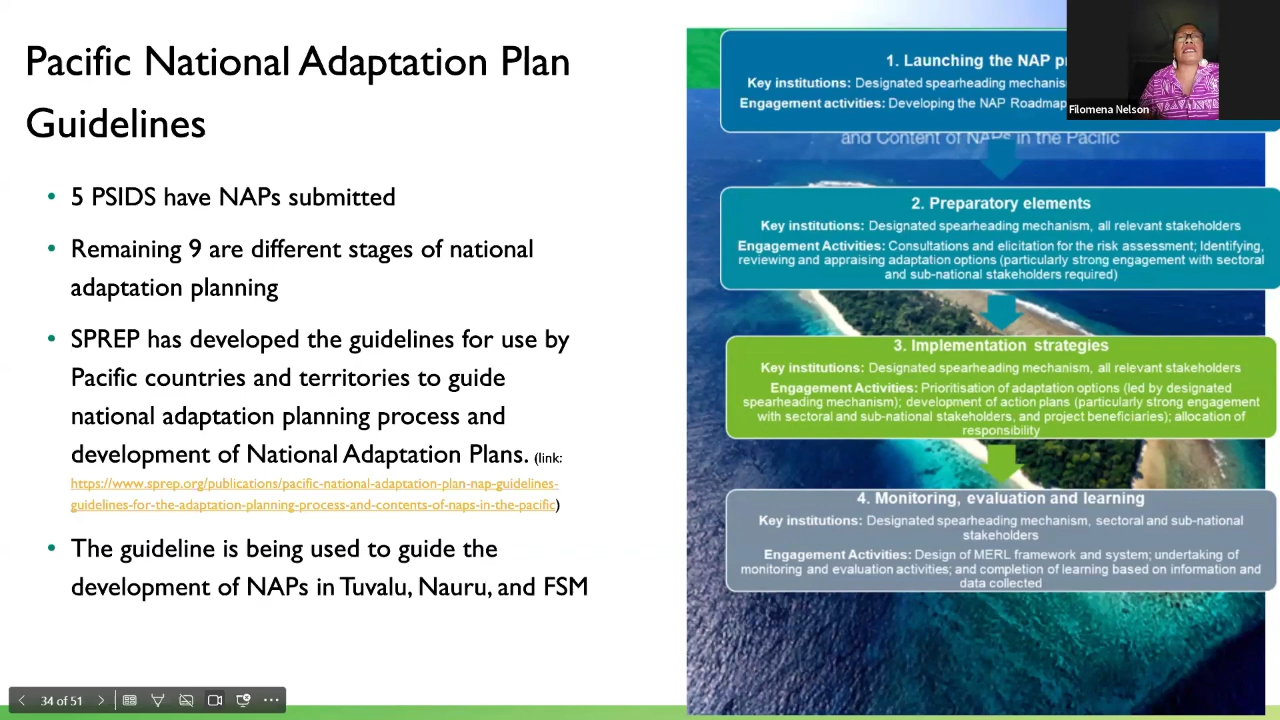 Pacific National Adaptation Plan
Guidelines
• 5 PSIDS have NAPs submitted
• Remaining 9 are different stages of national
adaptation planning
• SPREP has developed the guidelines for use by
Pacific countries and territories to guide
national adaptation planning process and
development of National Adaptation Plans. (link:
https://www.sprep.org/publications/pacific-national-adaptation-plan-nap-guidelines-
guidelines-for-the-adaptation-planning-process-and-contents-of-naps-in-the-pacific)
• The guideline is being used to guide the
development of NAPs in Tuvalu, Nauru, and FSM
1. Launching the NAP
Key institutions: Designated spearheading
Engagement activities: Developing the NAP Roadmap
Filomena Nelson
and Content of NAPs in the Pacific
2. Preparatory elements
Key institutions: Designated spearheading mechanism, all relevant stakeholders
Engagement Activities: Consultations and elicitation for the risk assessment; Identifying,
reviewing and appraising adaptation options (particularly strong engagement with sectoral
and sub-national stakeholders required)
3. Implementation strategies
Key institutions: Designated spearheading mechanism, all relevant stakeholders
Engagement Activities: Prioritisation of adaptation options (led by designated
spearheading mechanism); development of action plans (particularly strong engagement
with sectoral and sub-national stakeholders, and project beneficiaries); allocation of
responsibility
4. Monitoring, evaluation and learning
Key institutions: Designated spearheading mechanism, sectoral and sub-national
stakeholders
Engagement Activities: Design of MERL framework and system; undertaking of
monitoring and evaluation activities; and completion of learning based on information and
data collected
34 of 51